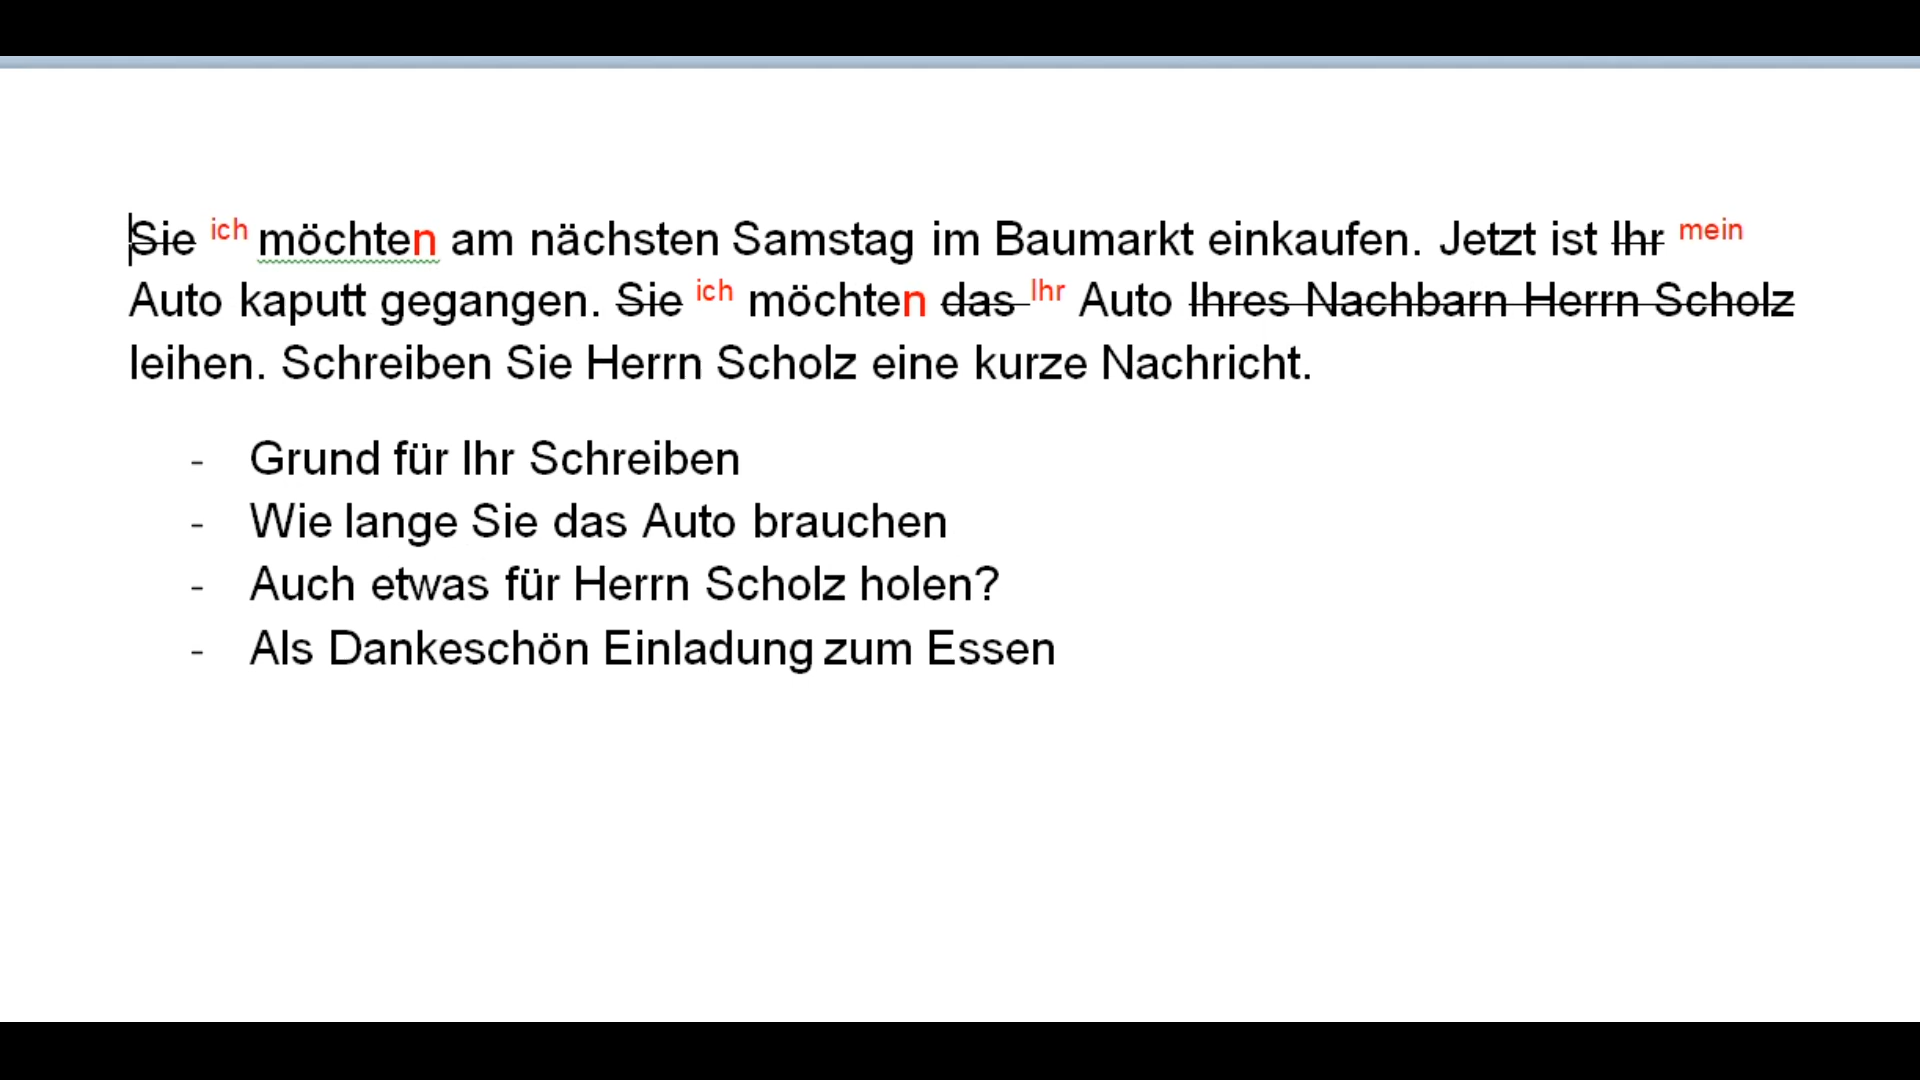 Sie ich möchten am nächsten Samstag im Baumarkt einkaufen. Jetzt ist Ihr mein
Auto kaputt gegangen. Sie ich möchten das Ihr Auto Ihres Nachbarn Herrn Scholz
leihen. Schreiben Sie Herrn Scholz eine kurze Nachricht.
- Grund für Ihr Schreiben
- Wie lange Sie das Auto brauchen
- Auch etwas für Herrn Scholz holen?
- Als Dankeschön Einladung zum Essen